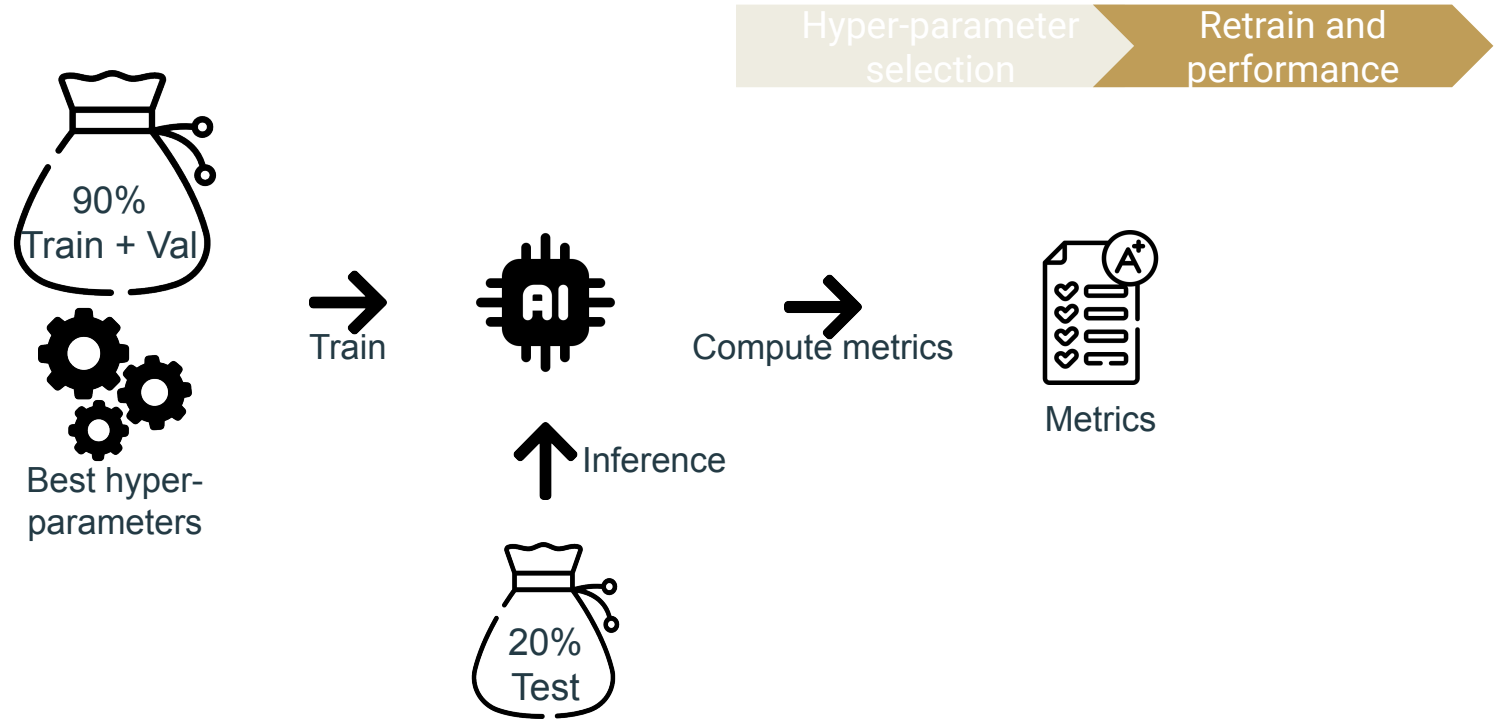 Hyper-parameter
selection
Retrain and
performance
90%
Train + Val
Best hyper-
parameters
Train
AI
Inference
20%
Test
Compute metrics
A+
Metrics